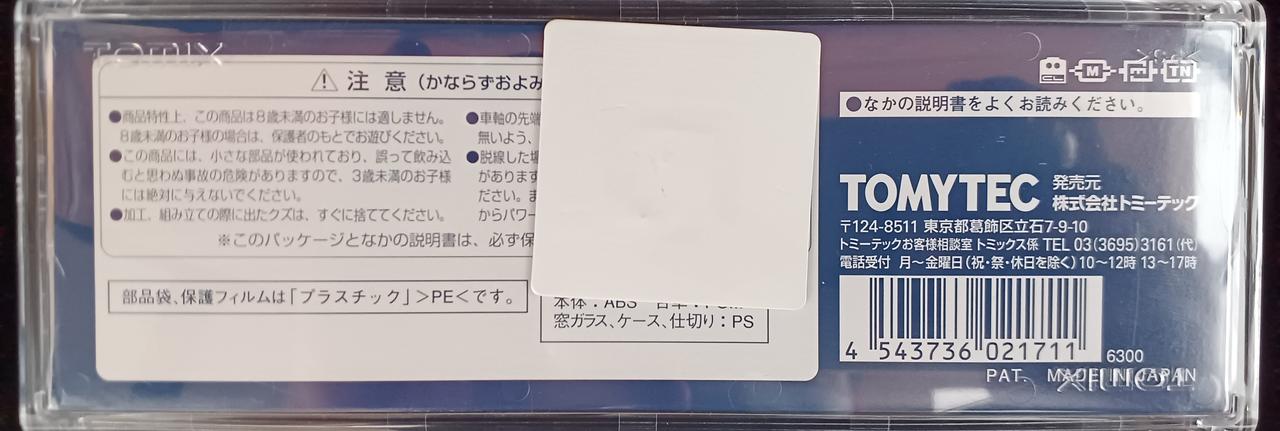 TOMIX
注 意 (かならずおよみ
●商品特性上、この商品は8歳未満のお子様には適しません。
8歳未満のお子様の場合は、保護者のもとでお遊びください。
●この商品には、小さな部品が使われており、誤って飲み込
むと思わぬ事故の危険がありますので、3歳未満のお子様
には絶対に与えないでください。
●加工、組み立ての際に出たクズは、すぐに捨ててください。
●車軸の先端
無いよう、
●脱線した場
があります
ださい。ま
からパワー
※このパッケージとなかの説明書は、必ず保
部品袋、保護フィルムは「プラスチック」>PE<です。
本体：ABS
窓ガラス、ケース、仕切り：PS
CL M m TN
●なかの説明書をよくお読みください。
TOMYTEC 発売元
株式会社トミーテック
〒124-8511 東京都葛飾区立石7-9-10
トミーテックお客様相談室 トミックス係 TEL 03(3695)3161(代)
電話受付 月～金曜日(祝・祭・休日を除く)10～12時 13～17時
4 543736 021711
6300
PAT. MADE IN JAPAN
TOMIX